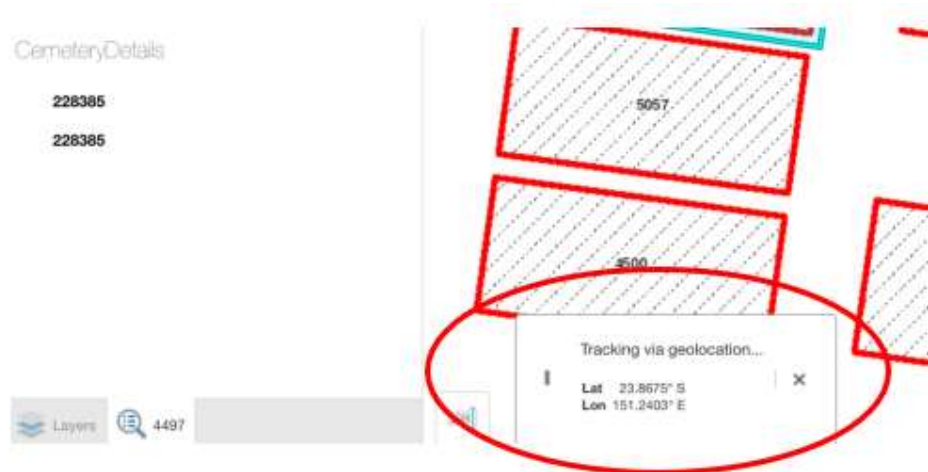 CemeteryDetails
228385
228385
5057
4500
Tracking via geolocation...
Lat 23.8675° S
Lon 151.2403° E
Layers
4497